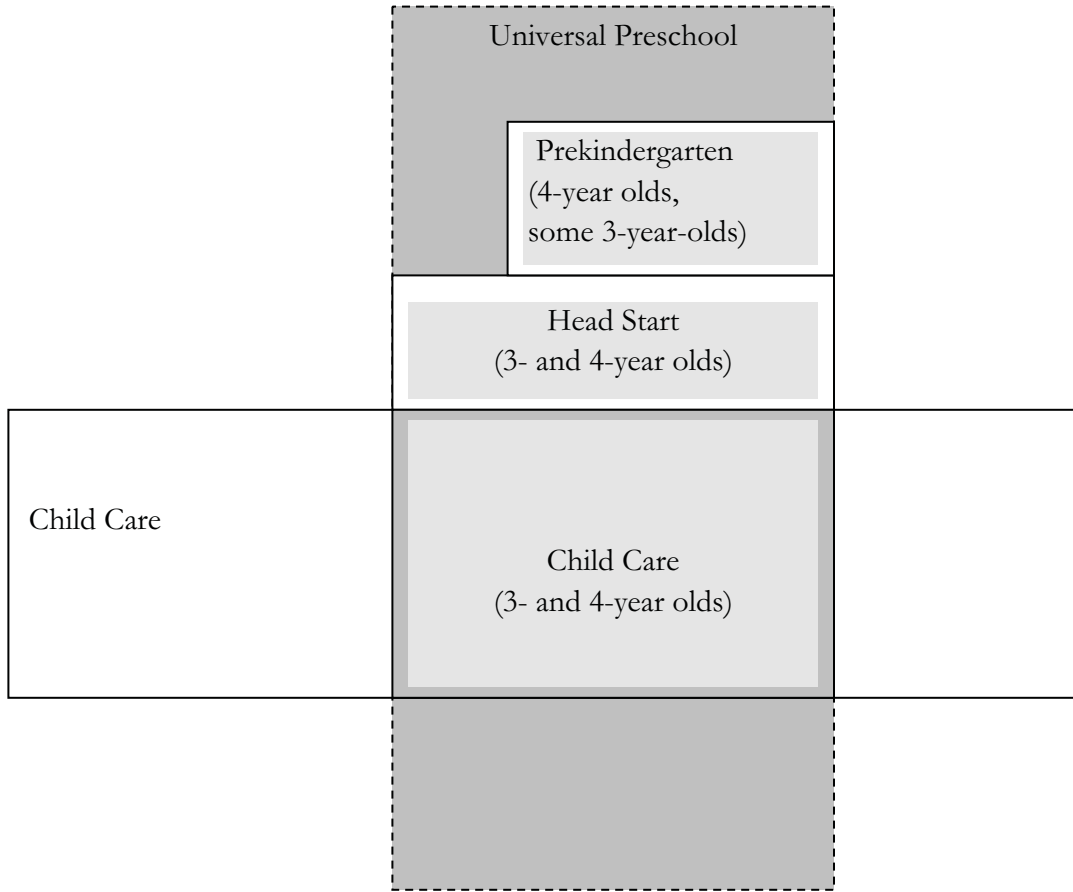 Universal Preschool
Prekindergarten
(4-year olds,
some 3-year-olds)
Head Start
(3- and 4-year olds)
Child Care
Child Care
(3- and 4-year olds)